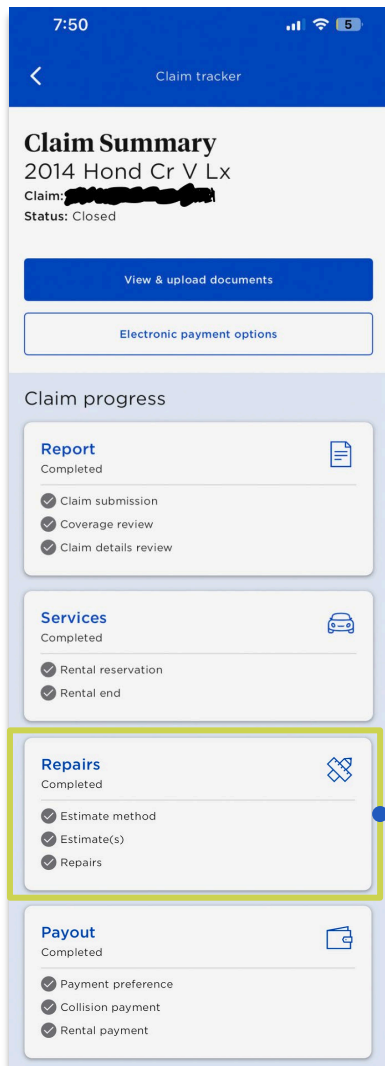 7:50
5
Claim tracker
Claim Summary
2014 Hond Cr V Lx
Claim:
Status: Closed
View & upload documents
Electronic payment options
Claim progress
Report
Completed
Claim submission
Coverage review
Claim details review
Services
Completed
Rental reservation
Rental end
Repairs
Completed
Estimate method
Estimate(s)
Repairs
Payout
Completed
Payment preference
Collision payment
Rental payment